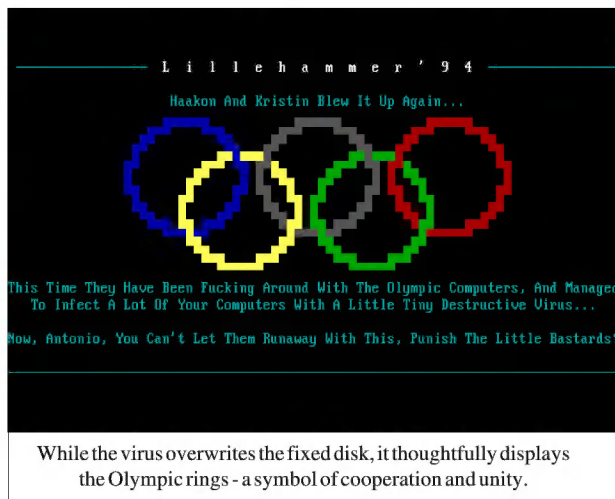 Lillehammer'94
Haakon And Kristin Blew It Up Again...
This Time They Have Been Fucking Around With The Olympic Computers, And Managed
To Infect A Lot Of Your Computers With A Little Tiny Destructive Virus...
Now, Antonio, You Can't Let Them Runaway With This, Punish The Little Bastards'
While the virus overwrites the fixed disk, it thoughtfully displays
the Olympic rings - a symbol of cooperation and unity.